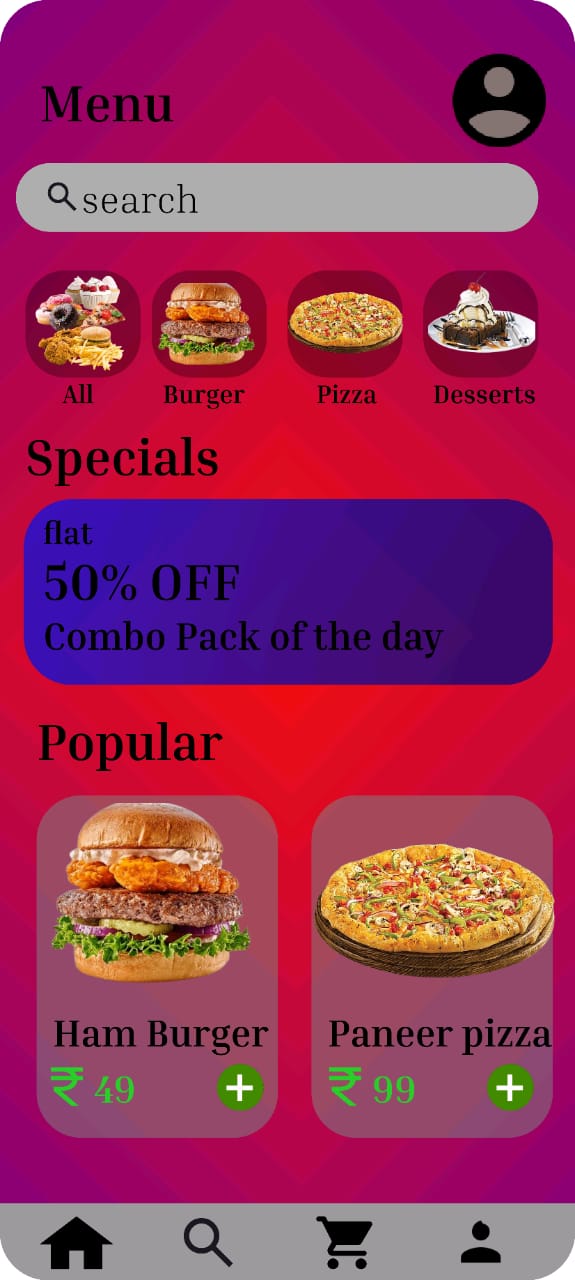 Menu
search
All Burger Pizza Desserts
Specials
flat
50% OFF
Combo Pack of the day
Popular
Ham Burger
₹ 49
Paneer pizza
₹ 99